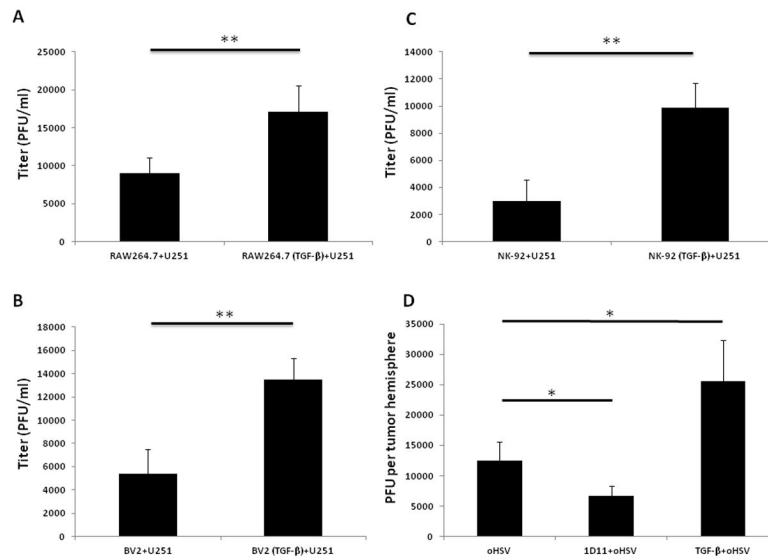 A
**
Titer (PFU/ml)
25000
20000
15000
10000
5000
0
RAW264.7+U251
RAW264.7 (TGF-β)+U251
C
**
Titer (PFU/ml)
14000
12000
10000
8000
6000
4000
2000
0
NK-92+U251
NK-92 (TGF-β)+U251
B
**
Titer (PFU/ml)
18000
16000
14000
12000
10000
8000
6000
4000
2000
0
BV2+U251
BV2 (TGF-β)+U251
D
*
*
PFU per tumor hemisphere
35000
30000
25000
20000
15000
10000
5000
0
oHSV
1D11+oHSV
TGF-β+oHSV